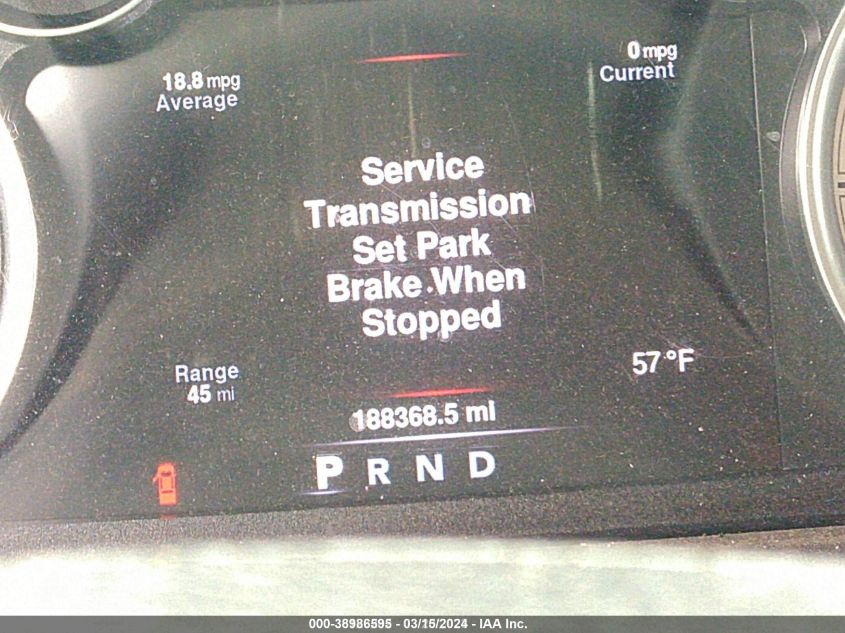 18.8 mpg
Average
0 mpg
Current
Service
Transmission
Set Park
Brake When
Stopped
Range
45 mi
57 °F
188368.5 mi
P R N D
000-38986595 - 03/15/2024 - IAA Inc.